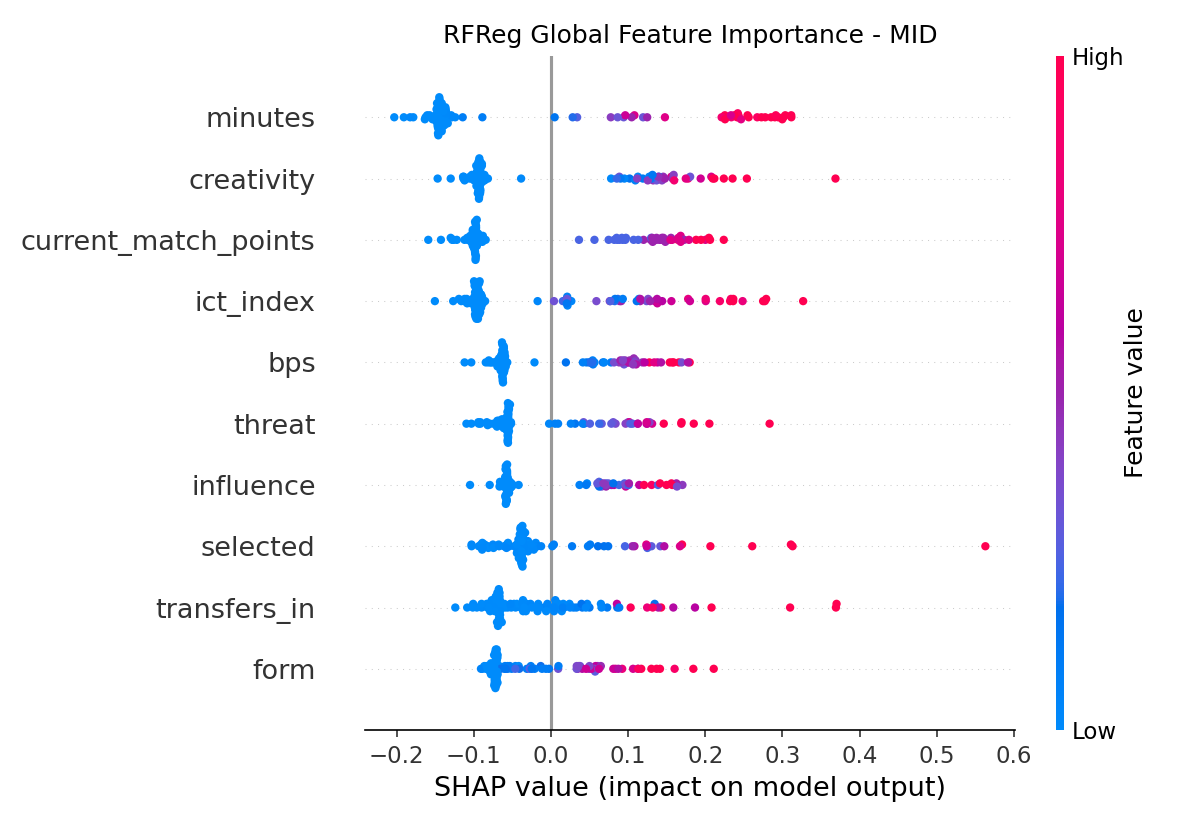 RFReg Global Feature Importance - MID
High
minutes
creativity
current_match_points
ict_index
bps
threat
influence
selected
transfers_in
form
Feature value
Low
−0.2 −0.1 0.0 0.1 0.2 0.3 0.4 0.5 0.6
SHAP value (impact on model output)